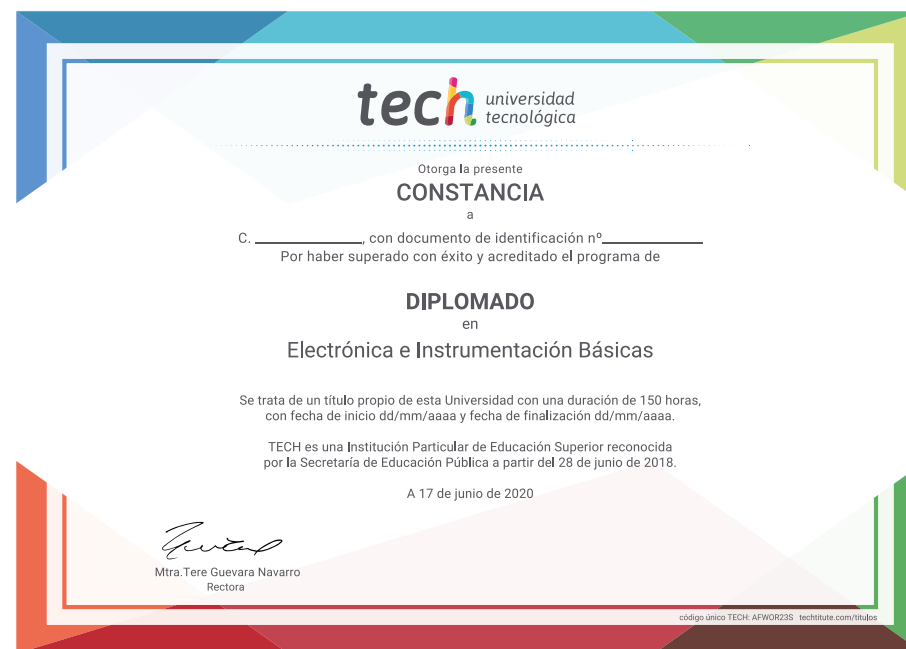 tech universidad
tecnológica
Otorga la presente
CONSTANCIA
a
C. ____________, con documento de identificación nº____________
Por haber superado con éxito y acreditado el programa de
DIPLOMADO
en
Electrónica e Instrumentación Básicas
Se trata de un título propio de esta Universidad con una duración de 150 horas,
con fecha de inicio dd/mm/aaaa y fecha de finalización dd/mm/aaaa.
TECH es una Institución Particular de Educación Superior reconocida
por la Secretaría de Educación Pública a partir del 28 de junio de 2018.
A 17 de junio de 2020
Mtra.Tere Guevara Navarro
Rectora
código único TECH: AFWOR23S techtitute.com/titulos